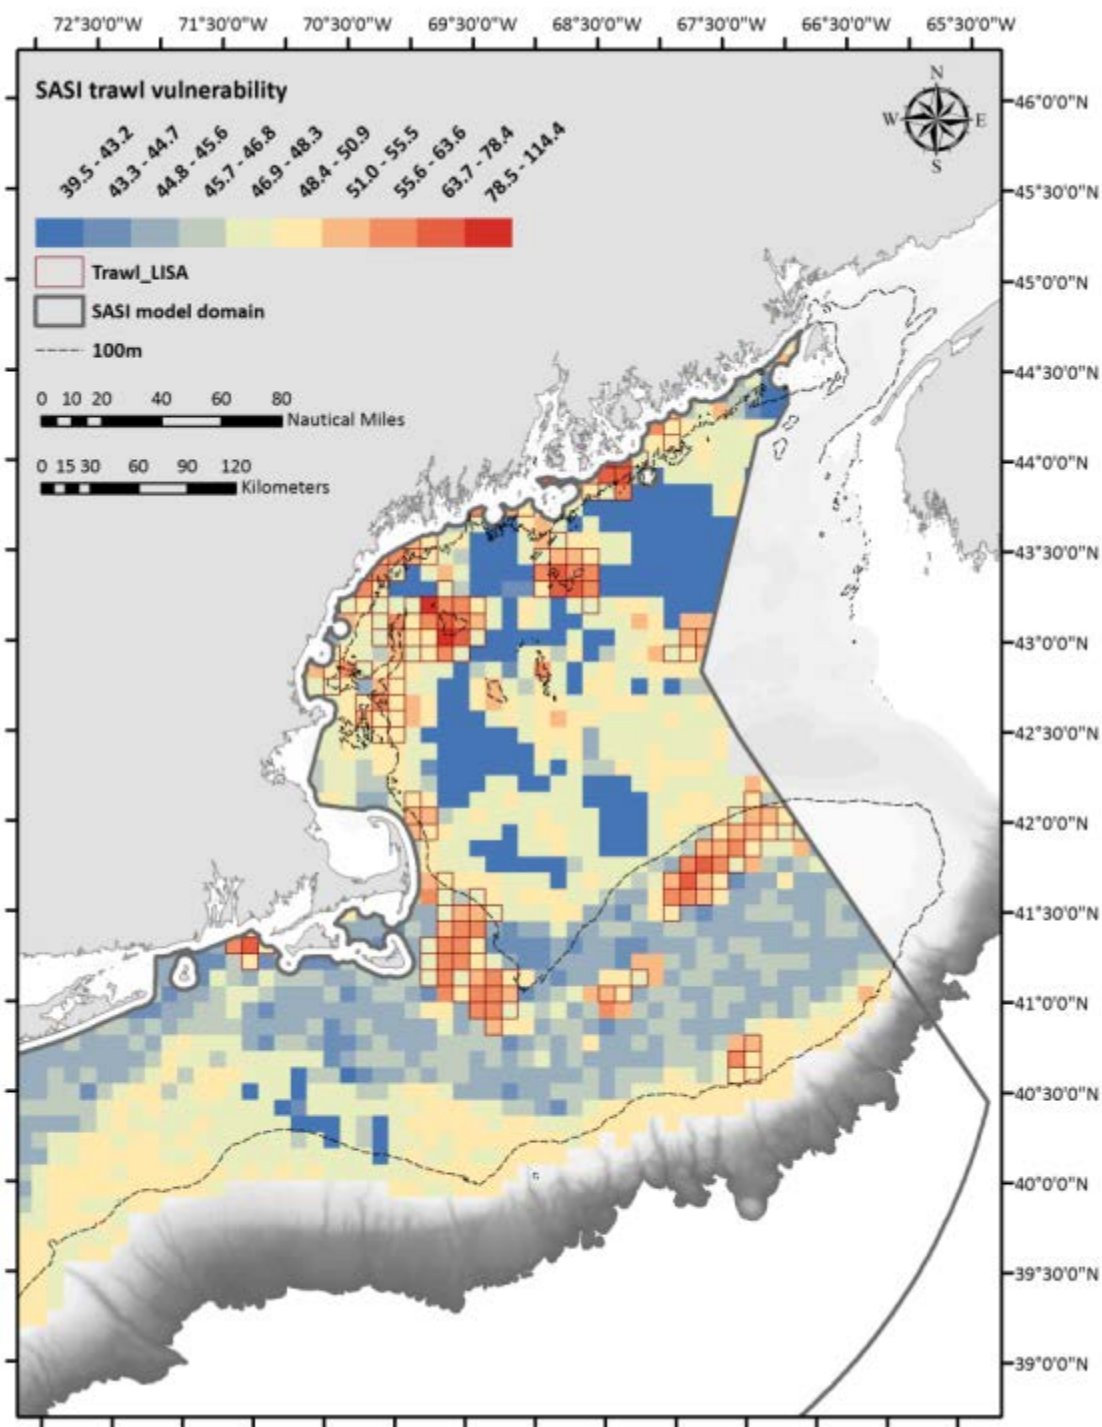 72°30'0"W 71°30'0"W 70°30'0"W 69°30'0"W 68°30'0"W 67°30'0"W 66°30'0"W 65°30'0"W
SASI trawl vulnerability
39.5 - 43.2
43.3 - 44.7
44.8 - 45.6
45.7 - 46.8
46.9 - 48.3
48.4 - 50.9
51.0 - 55.5
55.6 - 63.6
63.7 - 78.4
78.5 - 114.4
Trawl_LISA
SASI model domain
100m
0 10 20 40 60 80
Nautical Miles
0 15 30 60 90 120
Kilometers
N
W E
S
46°0'0"N
45°30'0"N
45°0'0"N
44°30'0"N
44°0'0"N
43°30'0"N
43°0'0"N
42°30'0"N
42°0'0"N
41°30'0"N
41°0'0"N
40°30'0"N
40°0'0"N
39°30'0"N
39°0'0"N